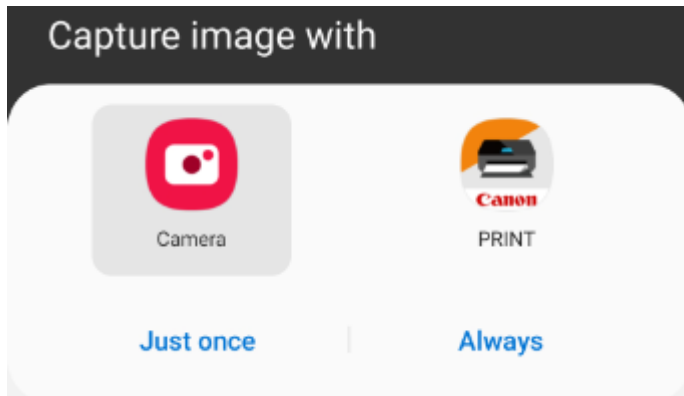 Capture image with
Canon
Camera
PRINT
Just once
Always